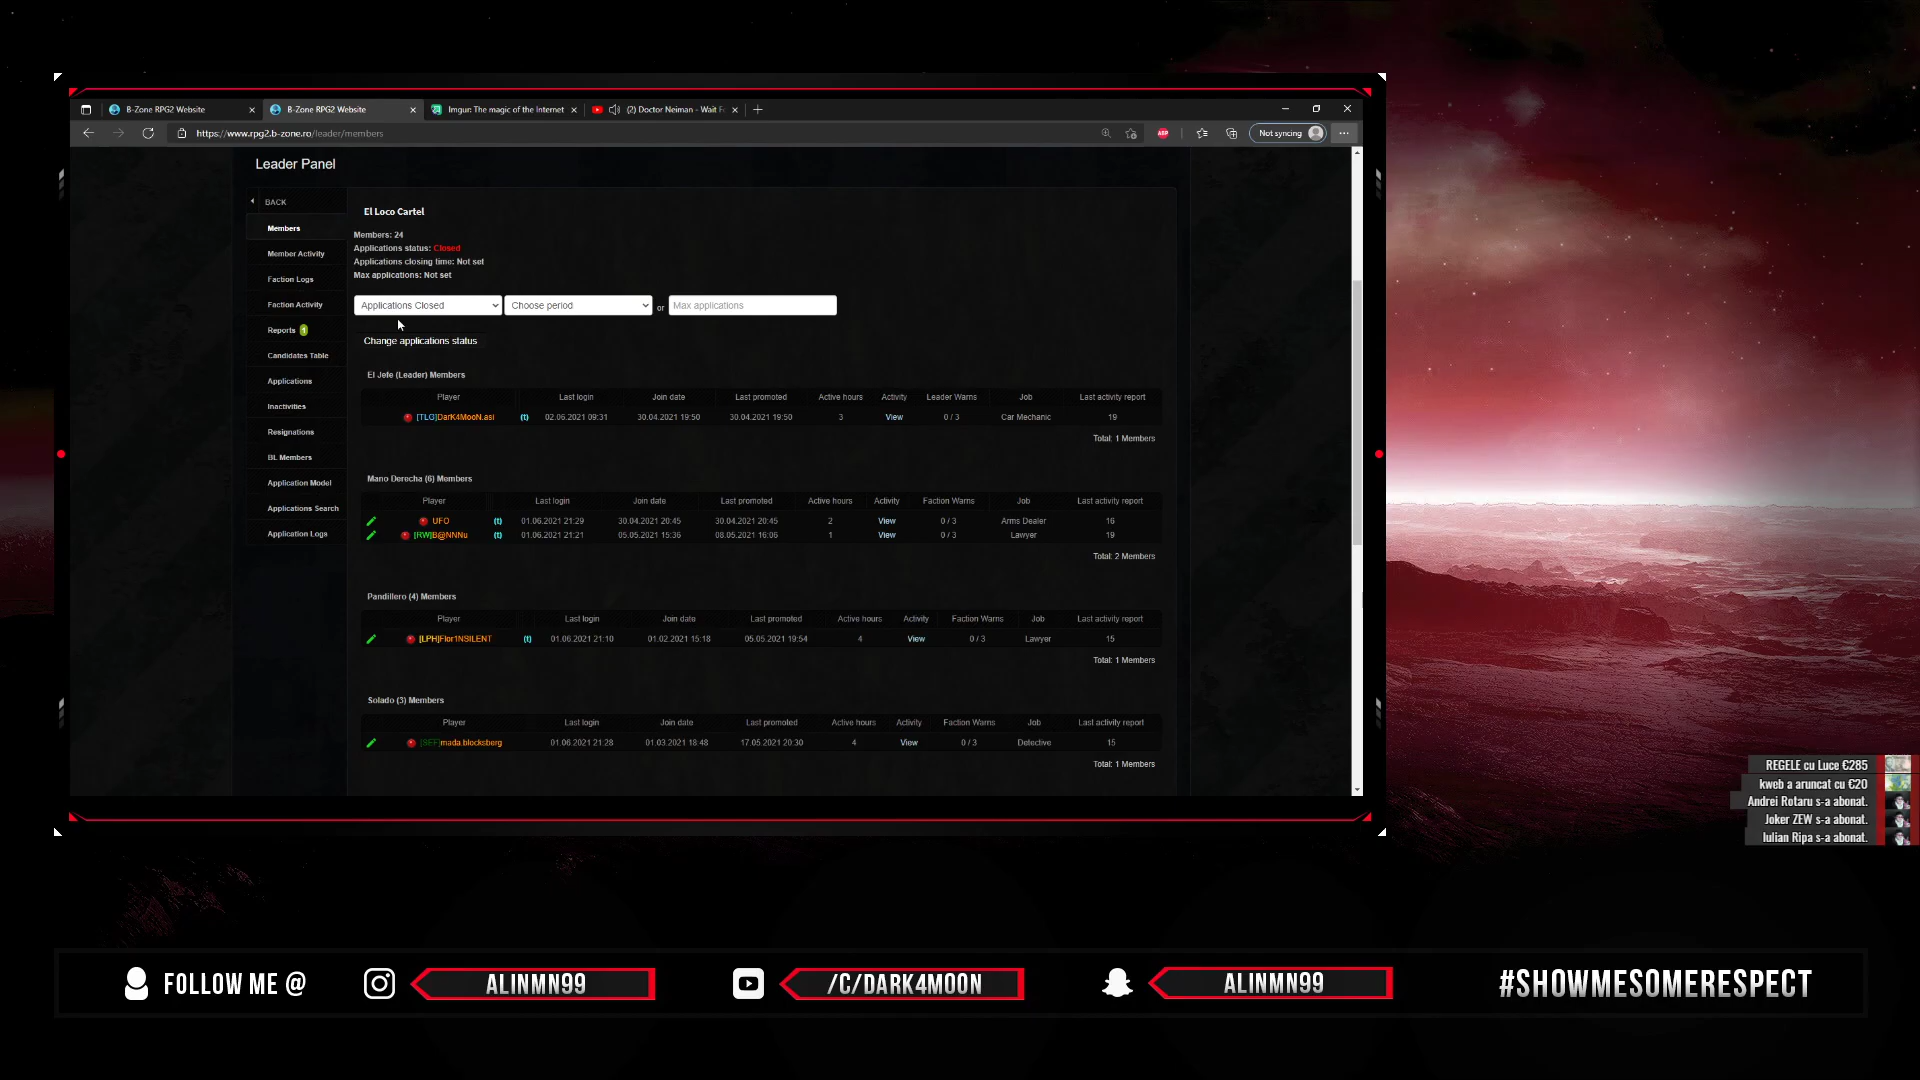 B-Zone RPG2 Website
B-Zone RPG2 Website
Imgur: The magic of the Internet
(2) Doctor Neiman - Wait F
https://www.rpg2.b-zone.ro/leader/members
ABP
Not syncing
Leader Panel
BACK
Members
Member Activity
Faction Logs
Faction Activity
Reports 1
Candidates Table
Applications
Inactivities
Resignations
BL Members
Application Model
Applications Search
Application Logs
El Loco Cartel
Members: 24
Applications status: Closed
Applications closing time: Not set
Max applications: Not set
Applications Closed Choose period or Max applications
Change applications status
El Jefe (Leader) Members
Player Last login Join date Last promoted Active hours Activity Leader Warns Job Last activity report
[TLG]DarK4MooN.asi (t) 02.06.2021 09:31 30.04.2021 19:50 30.04.2021 19:50 3 View 0 / 3 Car Mechanic 19
Total: 1 Members
Mano Derecha (6) Members
Player Last login Join date Last promoted Active hours Activity Faction Warns Job Last activity report
UFO (t) 01.06.2021 21:29 30.04.2021 20:45 30.04.2021 20:45 2 View 0 / 3 Arms Dealer 16
[RW]B@NNNu (t) 01.06.2021 21:21 05.05.2021 15:36 08.05.2021 16:06 1 View 0 / 3 Lawyer 19
Total: 2 Members
Pandillero (4) Members
Player Last login Join date Last promoted Active hours Activity Faction Warns Job Last activity report
[LPH]Flor1NSILENT (t) 01.06.2021 21:10 01.02.2021 15:18 05.05.2021 19:54 4 View 0 / 3 Lawyer 15
Total: 1 Members
Solado (3) Members
Player Last login Join date Last promoted Active hours Activity Faction Warns Job Last activity report
mada.blocksberg 01.06.2021 21:28 01.03.2021 18:48 17.05.2021 20:30 4 View 0 / 3 Detective 15
Total: 1 Members
REGELE cu Luce €285
kweb a aruncat cu €20
Andrei Rotaru s-a abonat.
Joker ZEW s-a abonat.
Iulian Ripa s-a abonat.
FOLLOW ME @ ALINMN99 /C/DARK4MOON ALINMN99 #SHOWMESOMERESPECT